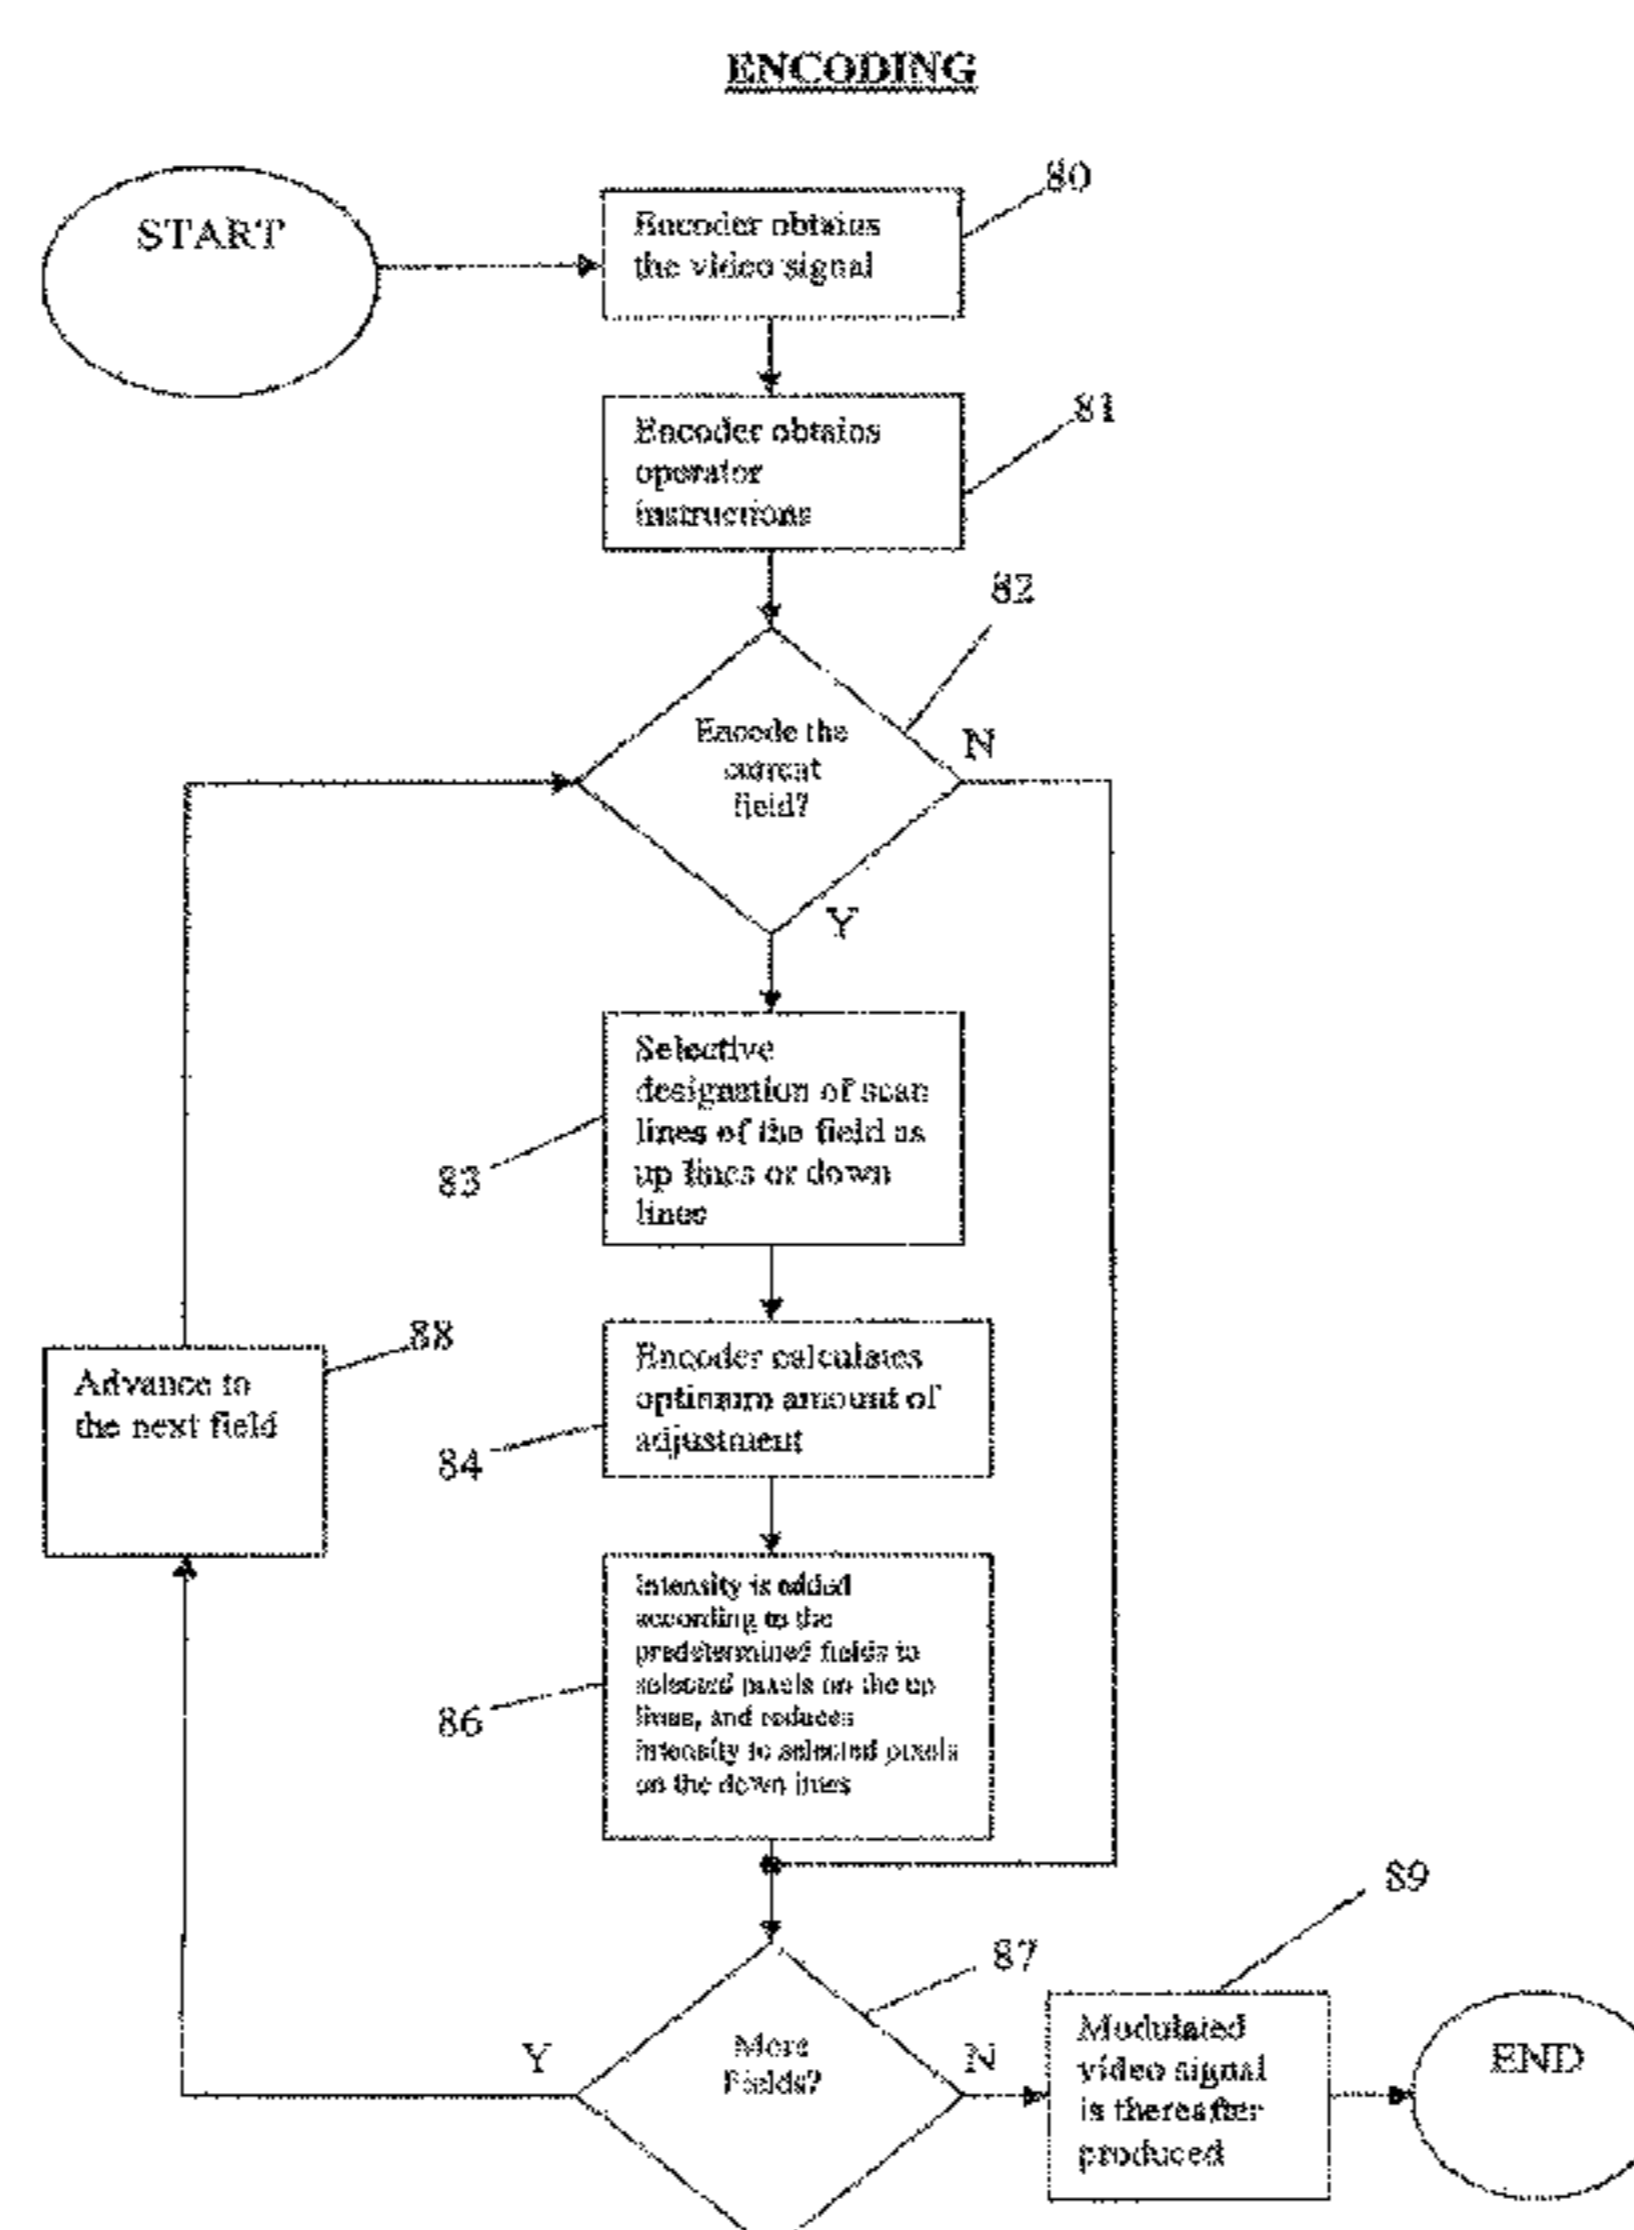 ENCODING
START
Encoder obtains
the video signal
80
Encoder obtains
operator
instructions
81
82
Encode the
current
field?
N
Y
Selective
designation of scan
lines of the field as
up lines or down
lines
83
Encoder calculates
optimum amount of
adjustment
84
88
Advance to
the next field
Intensity is added
according to the
predetermined fields to
selected pixels on the up
lines, and reduces
intensity to selected pixels
on the down lines
86
87
More
Fields?
Y
N
89
Modulated
video signal
is thereafter
produced
END